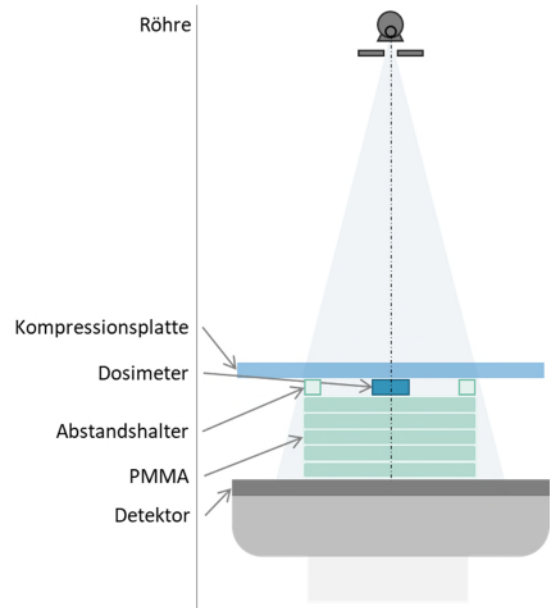 Röhre
Kompressionsplatte
Dosimeter
Abstandshalter
PMMA
Detektor